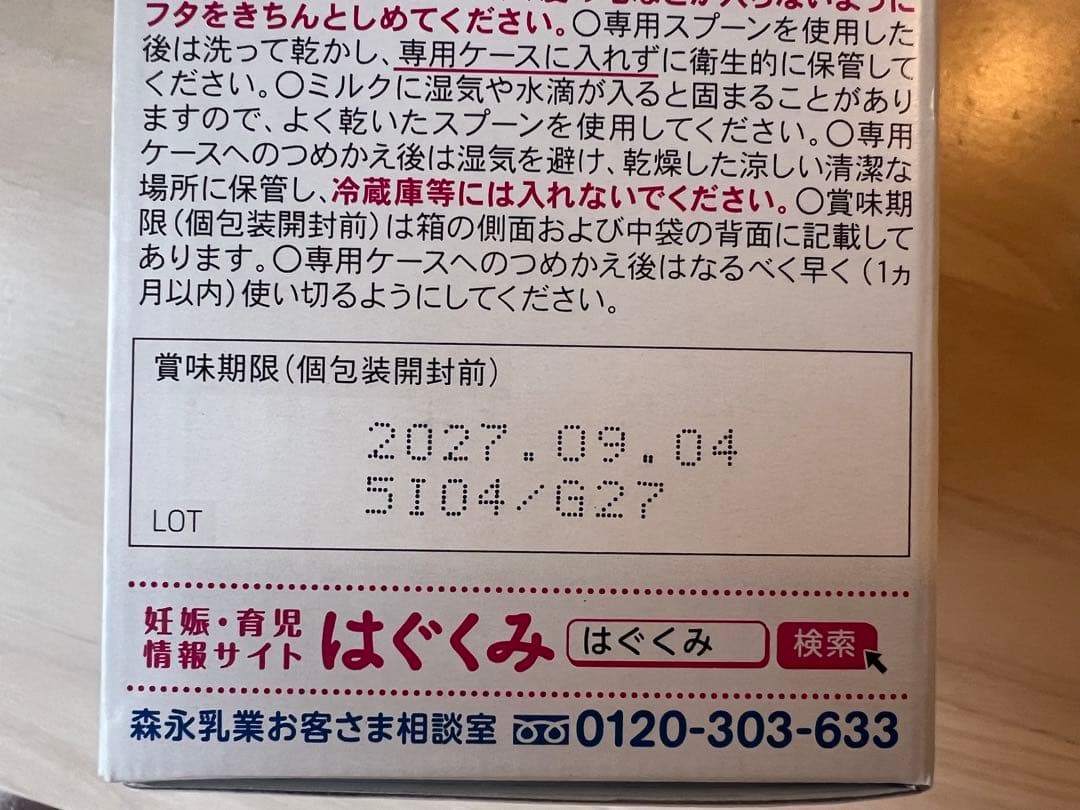 フタをきちんとしめてください。〇専用スプーンを使用した
後は洗って乾かし、専用ケースに入れずに衛生的に保管して
ください。〇ミルクに湿気や水滴が入ると固まることがあり
ますので、よく乾いたスプーンを使用してください。〇専用
ケースへのつめかえ後は湿気を避け、乾燥した涼しい清潔な
場所に保管し、冷蔵庫等には入れないでください。〇賞味期
限(個包装開封前)は箱の側面および中袋の背面に記載して
あります。〇専用ケースへのつめかえ後はなるべく早く(1ヵ
月以内)使い切るようにしてください。
賞味期限(個包装開封前)
2027.09.04
5I04/G27
LOT
妊娠・育児
情報サイト
はぐくみ
はぐくみ
検索
森永乳業お客さま相談室 0120-303-633